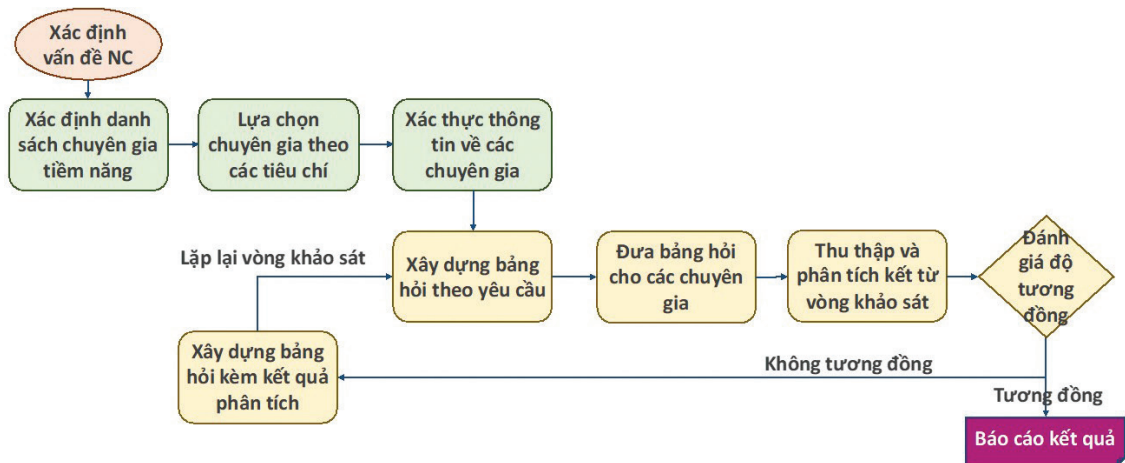 Xác định
vấn đề NC
Xác định danh
sách chuyên gia
tiềm năng
Lựa chọn
chuyên gia theo
các tiêu chí
Xác thực thông
tin về các
chuyên gia
Lặp lại vòng khảo sát
Xây dựng bảng
hỏi theo yêu cầu
Đưa bảng hỏi
cho các chuyên
gia
Thu thập và
phân tích kết từ
vòng khảo sát
Đánh
giá độ
tương
đồng
Xây dựng bảng
hỏi kèm kết quả
phân tích
Không tương đồng
Tương đồng
Báo cáo kết quả